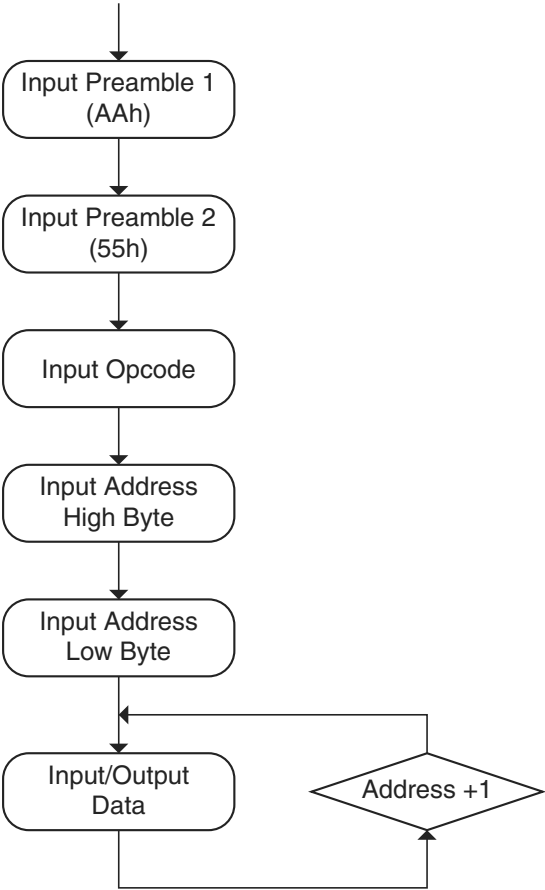 Input Preamble 1
(AAh)
Input Preamble 2
(55h)
Input Opcode
Input Address
High Byte
Input Address
Low Byte
Input/Output
Data
Address +1